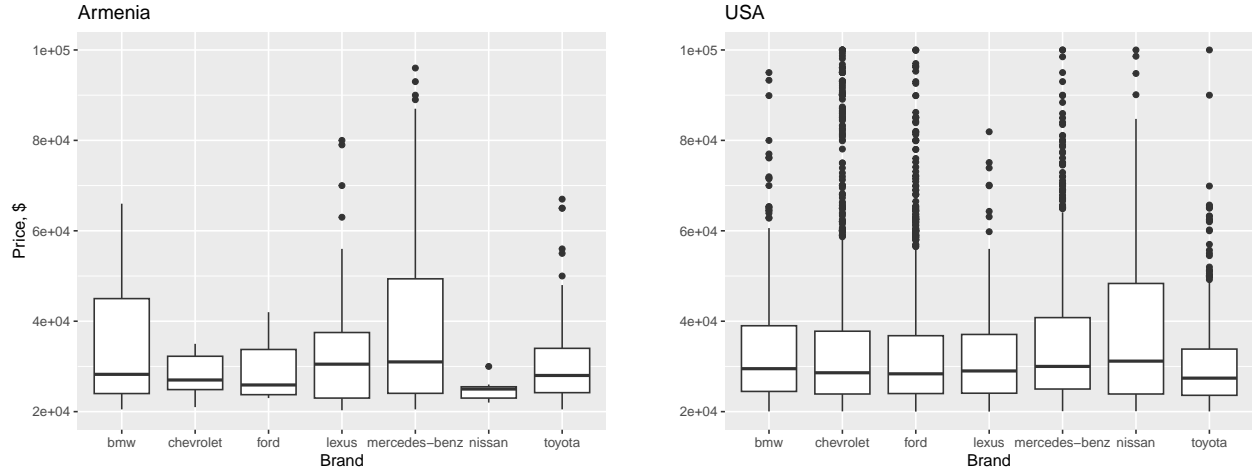 Armenia
1e+05
8e+04
6e+04
4e+04
2e+04
Price, $
bmw chevrolet ford lexus mercedes−benz nissan toyota
Brand
USA
1e+05
8e+04
6e+04
4e+04
2e+04
bmw chevrolet ford lexus mercedes−benz nissan toyota
Brand